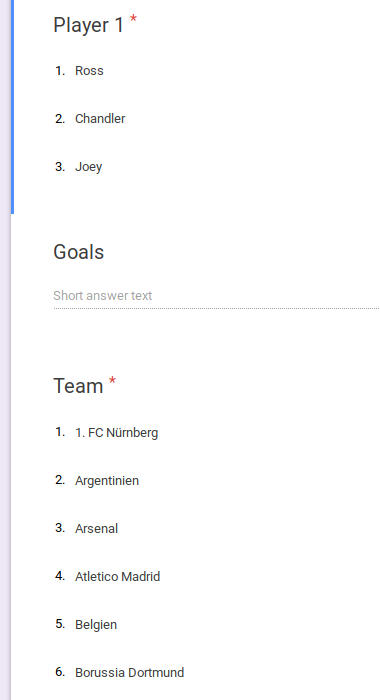 Player 1 *
1. Ross
2. Chandler
3. Joey
Goals
Short answer text
Team *
1. 1. FC Nürnberg
2. Argentinien
3. Arsenal
4. Atletico Madrid
5. Belgien
6. Borussia Dortmund